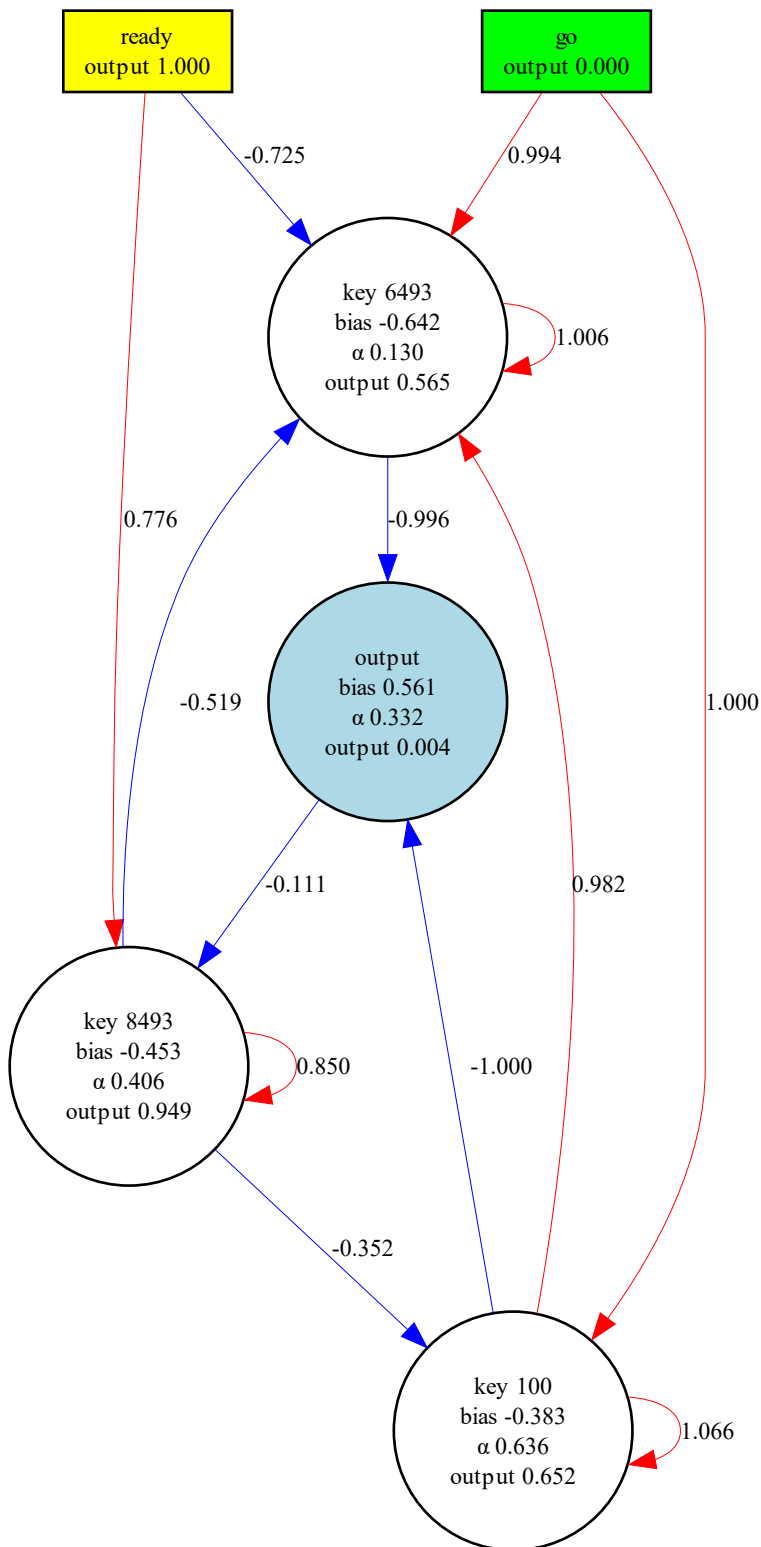 ready
output 1.000
go
output 0.000
-0.725
0.994
key 6493
bias -0.642
α 0.130
output 0.565
1.006
0.776
-0.996
-0.519
output
bias 0.561
α 0.332
output 0.004
1.000
-0.111
0.982
key 8493
bias -0.453
α 0.406
output 0.949
0.850
-1.000
-0.352
key 100
bias -0.383
α 0.636
output 0.652
1.066